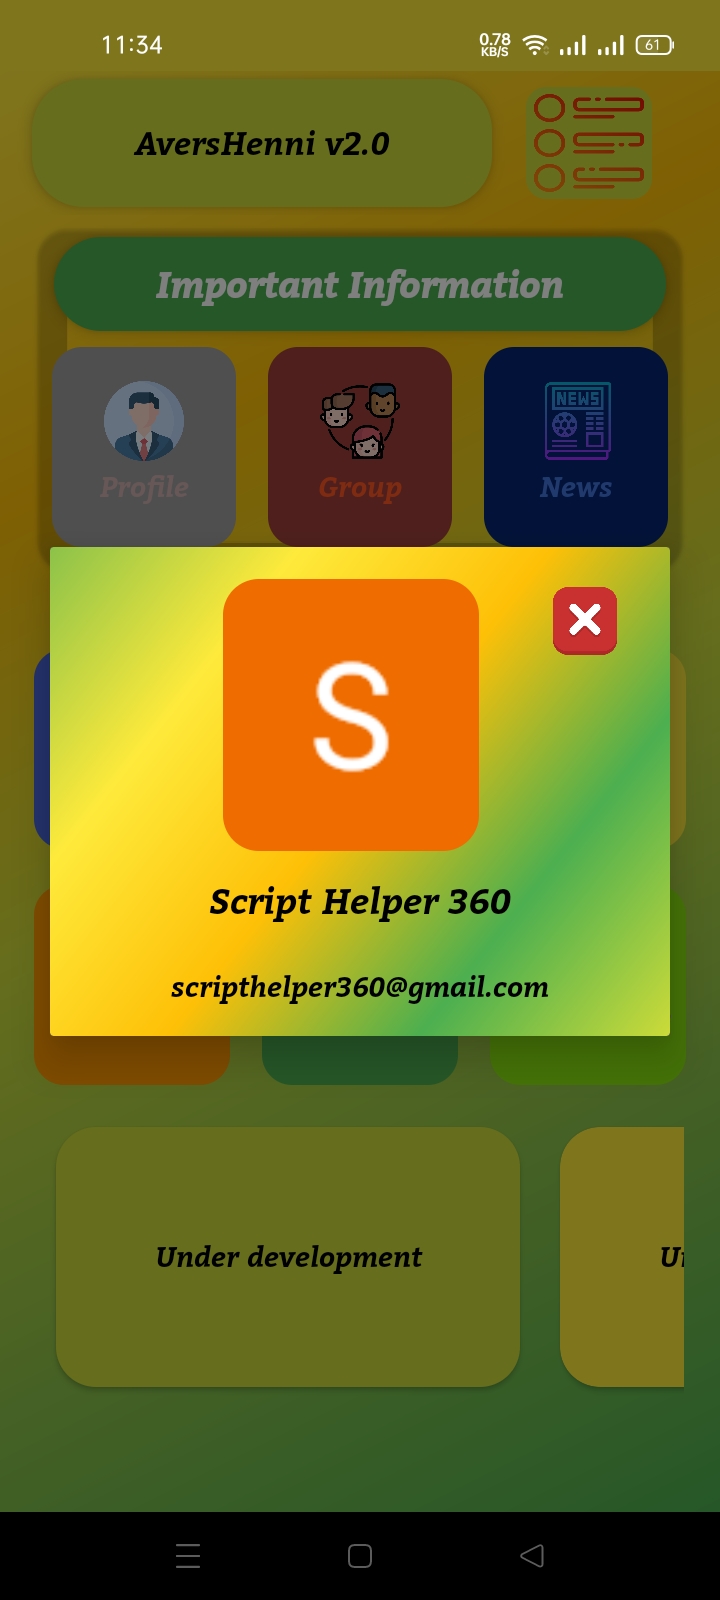 11:34
0.78
KB/S
61
AversHenni v2.0
Important Information
Profile
Group
News
NEWS
S
Script Helper 360
scripthelper360@gmail.com
Under development